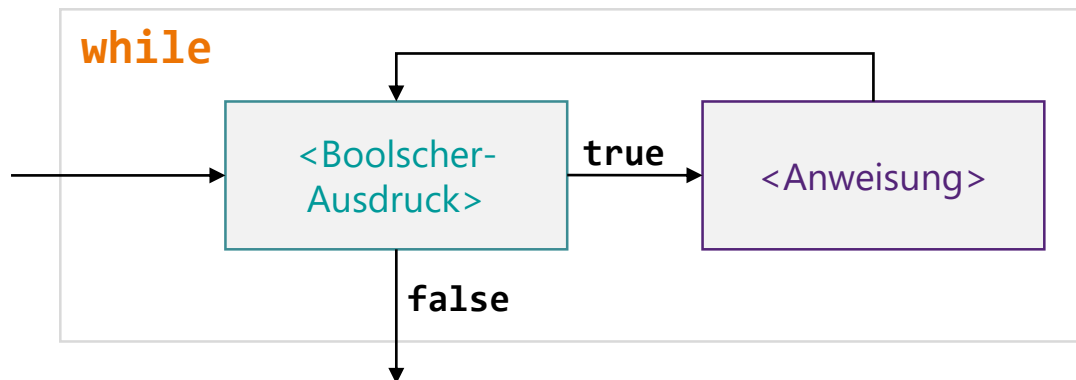 while
<Boolscher-
Ausdruck>
true
<Anweisung>
false